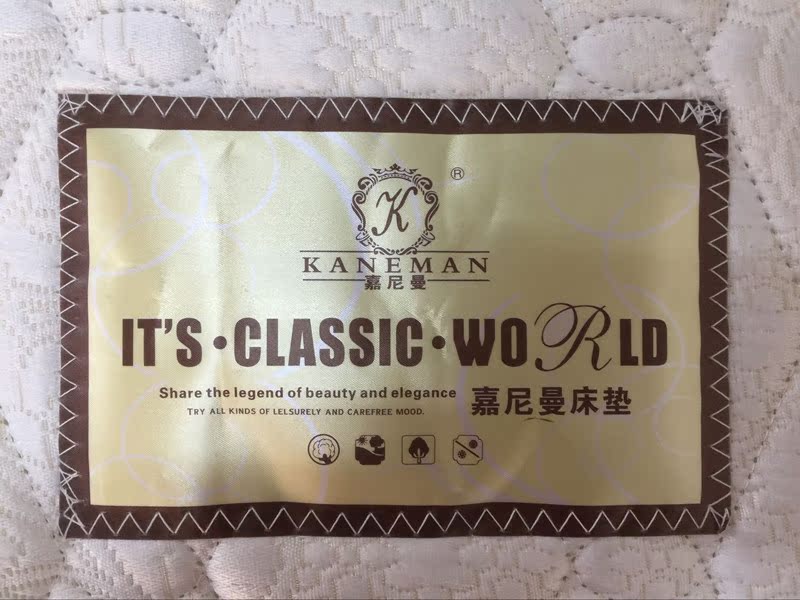 K
®
KANEMAN
嘉尼曼
IT'S·CLASSIC·WORLD
Share the legend of beauty and elegance
TRY ALL KINDS OF LELSURELY AND CAREFREE MOOD.
嘉尼曼床垫